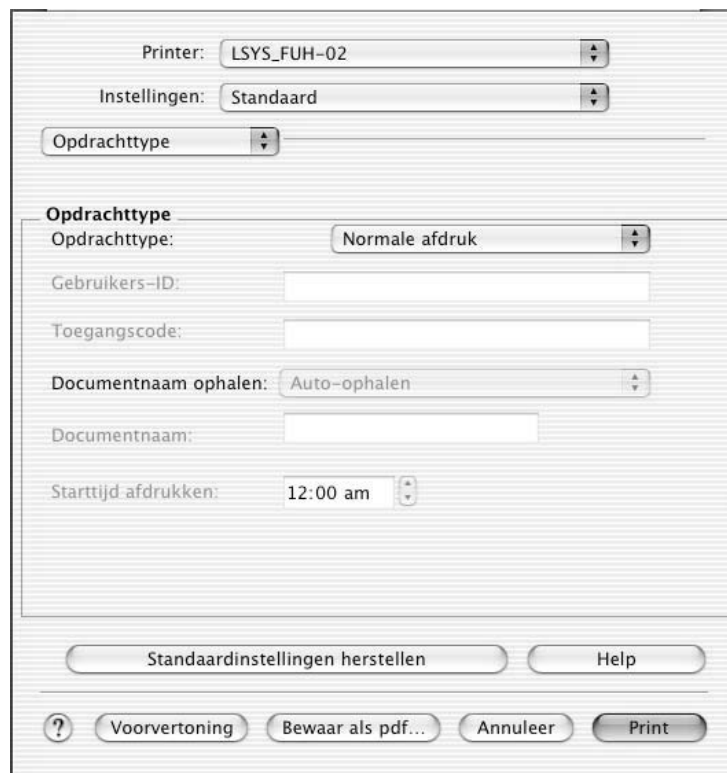 Printer: LSYS_FUH-02
Instellingen: Standaard
Opdrachttype
Opdrachttype
Opdrachttype: Normale afdruk
Gebruikers-ID:
Toegangscode:
Documentnaam ophalen: Auto-ophalen
Documentnaam:
Starttijd afdrukken: 12:00 am
Standaardinstellingen herstellen Help
? Voorvertoning Bewaar als pdf... Annuleer Print